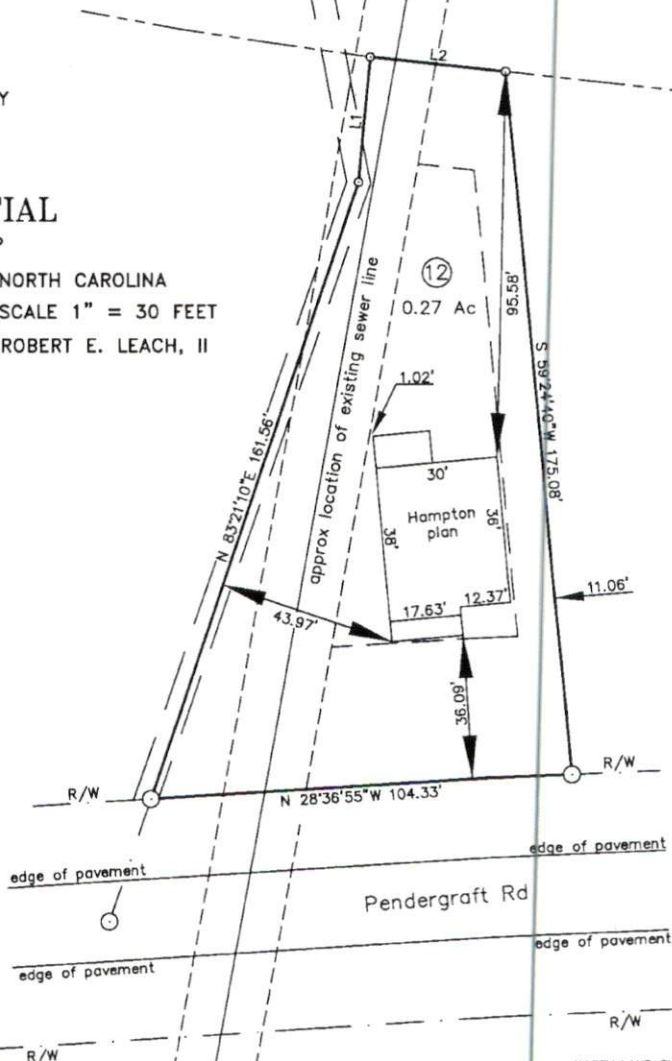 Y
TIAL
P
NORTH CAROLINA
SCALE 1" = 30 FEET
ROBERT E. LEACH, II
L2
L1
12
0.27 Ac
95.58'
S 59°24'40"W 175.08'
approx location of existing sewer line
N 83°21'10"E 161.56'
1.02'
30'
Hampton
plan
38'
36'
12.37'
17.63'
11.06'
43.97'
36.09'
R/W
R/W
N 28°36'55"W 104.33'
edge of pavement
edge of pavement
Pendergraft Rd
edge of pavement
edge of pavement
R/W
R/W